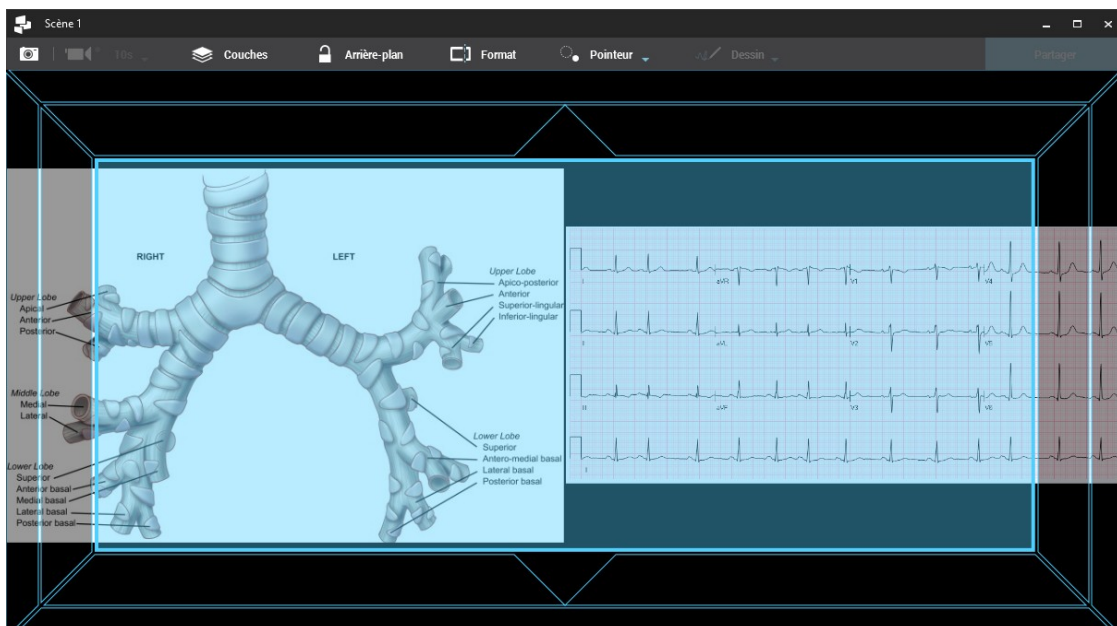 Scène 1
10s
Couches
Arrière-plan
Format
Pointeur
Dessin
Partager
RIGHT
LEFT
Upper Lobe
Apical
Anterior
Posterior
Middle Lobe
Medial
Lateral
Lower Lobe
Superior
Anterior basal
Medial basal
Lateral basal
Posterior basal
Upper Lobe
Apico-posterior
Anterior
Superior-lingular
Inferior-lingular
Lower Lobe
Superior
Antero-medial basal
Lateral basal
Posterior basal
I
aVR
V1
V4
aVL
V2
V5
aVF
V3
V6